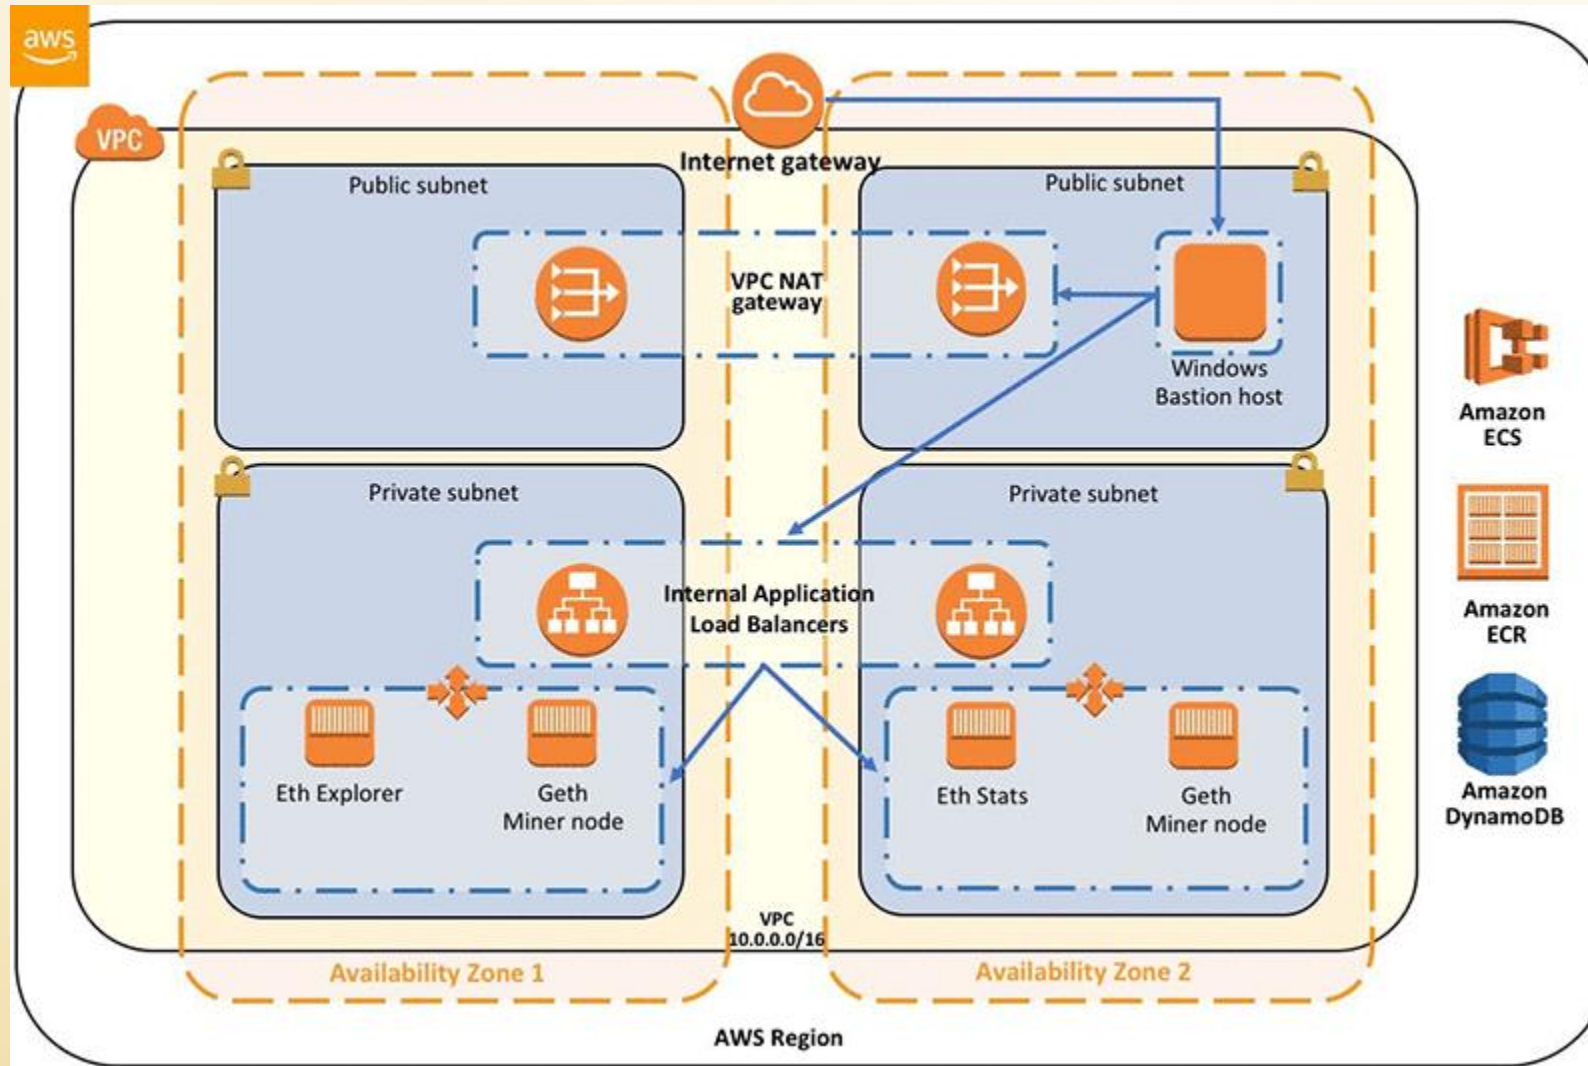 aws
VPC
Internet gateway
Public subnet
Public subnet
VPC NAT
gateway
Windows
Bastion host
Private subnet
Private subnet
Internal Application
Load Balancers
Eth Explorer
Geth
Miner node
Eth Stats
Geth
Miner node
VPC
10.0.0.0/16
Availability Zone 1
Availability Zone 2
AWS Region
Amazon
ECS
Amazon
ECR
Amazon
DynamoDB